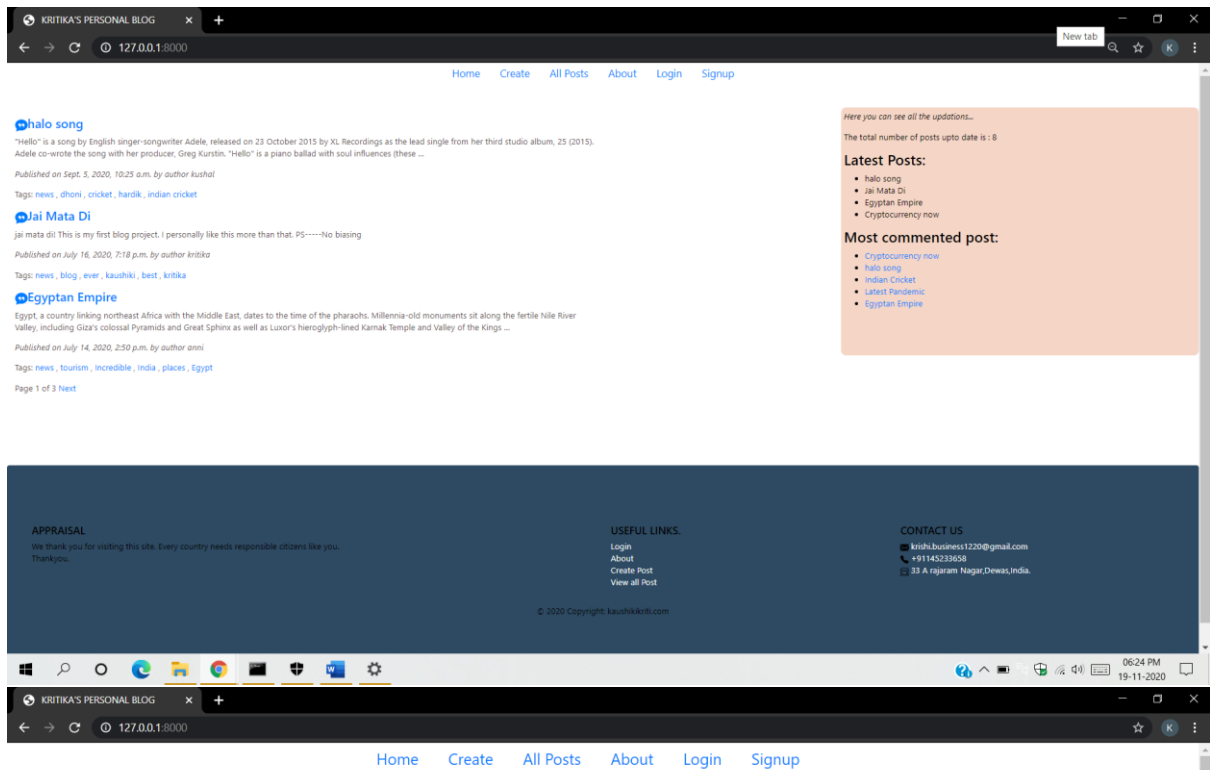 KRITIKA'S PERSONAL BLOG
127.0.0.1:8000
New tab
K
Home Create All Posts About Login Signup
halo song
"Hello" is a song by English singer-songwriter Adele, released on 23 October 2015 by XL Recordings as the lead single from her third studio album, 25 (2015).
Adele co-wrote the song with her producer, Greg Kurstin. "Hello" is a piano ballad with soul influences (these ...
Published on Sept. 5, 2020, 10:25 a.m. by author kushal
Tags: news , dhoni , cricket , hardik , indian cricket
Jai Mata Di
jai mata di! This is my first blog project. I personally like this more than that. PS-----No biasing
Published on July 16, 2020, 7:18 p.m. by author kritika
Tags: news , blog , ever , kaushiki , best , kritika
Egyptan Empire
Egypt, a country linking northeast Africa with the Middle East, dates to the time of the pharaohs. Millennia-old monuments sit along the fertile Nile River
Valley, including Giza's colossal Pyramids and Great Sphinx as well as Luxor's hieroglyph-lined Karnak Temple and Valley of the Kings ...
Published on July 14, 2020, 2:50 p.m. by author anni
Tags: news , tourism , Incredible , India , places , Egypt
Page 1 of 3 Next
Here you can see all the updations...
The total number of posts upto date is : 8
Latest Posts:
halo song
Jai Mata Di
Egyptan Empire
Cryptocurrency now
Most commented post:
Cryptocurrency now
halo song
Indian Cricket
Latest Pandemic
Egyptan Empire
APPRAISAL
We thank you for visiting this site. Every country needs responsible citizens like you.
Thankyou.
USEFUL LINKS.
Login
About
Create Post
View all Post
CONTACT US
krishi.business1220@gmail.com
+91145233658
33 A rajaram Nagar,Dewas,India.
© 2020 Copyright: kaushikikriti.com
06:24 PM
19-11-2020
KRITIKA'S PERSONAL BLOG
127.0.0.1:8000
K
Home Create All Posts About Login Signup